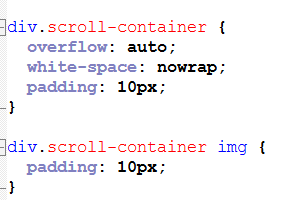 div.scroll-container {
  overflow: auto;
  white-space: nowrap;
  padding: 10px;
}
div.scroll-container img {
  padding: 10px;
}